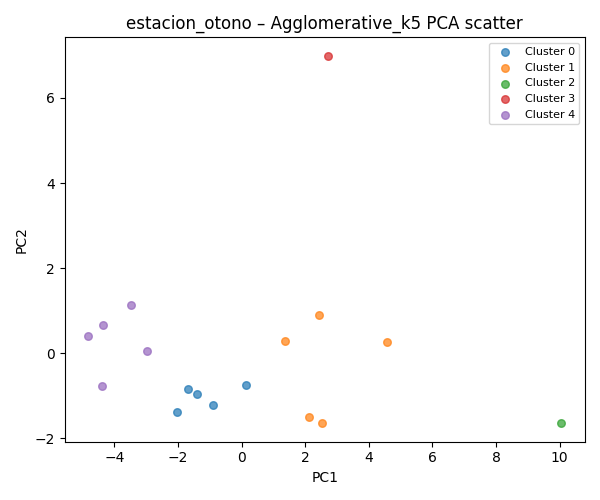 estacion_otono – Agglomerative_k5 PCA scatter
Cluster 0
Cluster 1
Cluster 2
Cluster 3
Cluster 4
PC2
6
4
2
0
−2
−4
−2
0
2
4
6
8
10
PC1